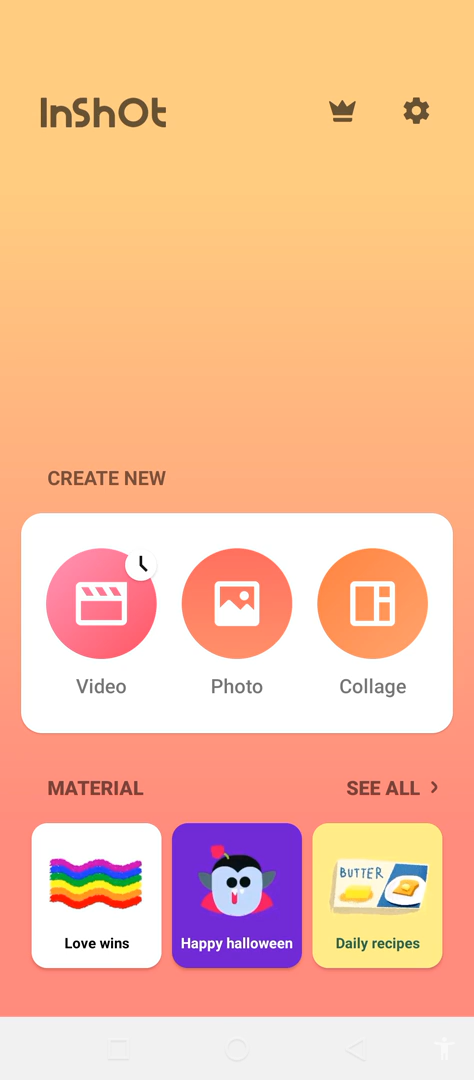 InShOt
CREATE NEW
Video
Photo
Collage
MATERIAL
SEE ALL >
BUTTER
Love wins
Happy halloween
Daily recipes